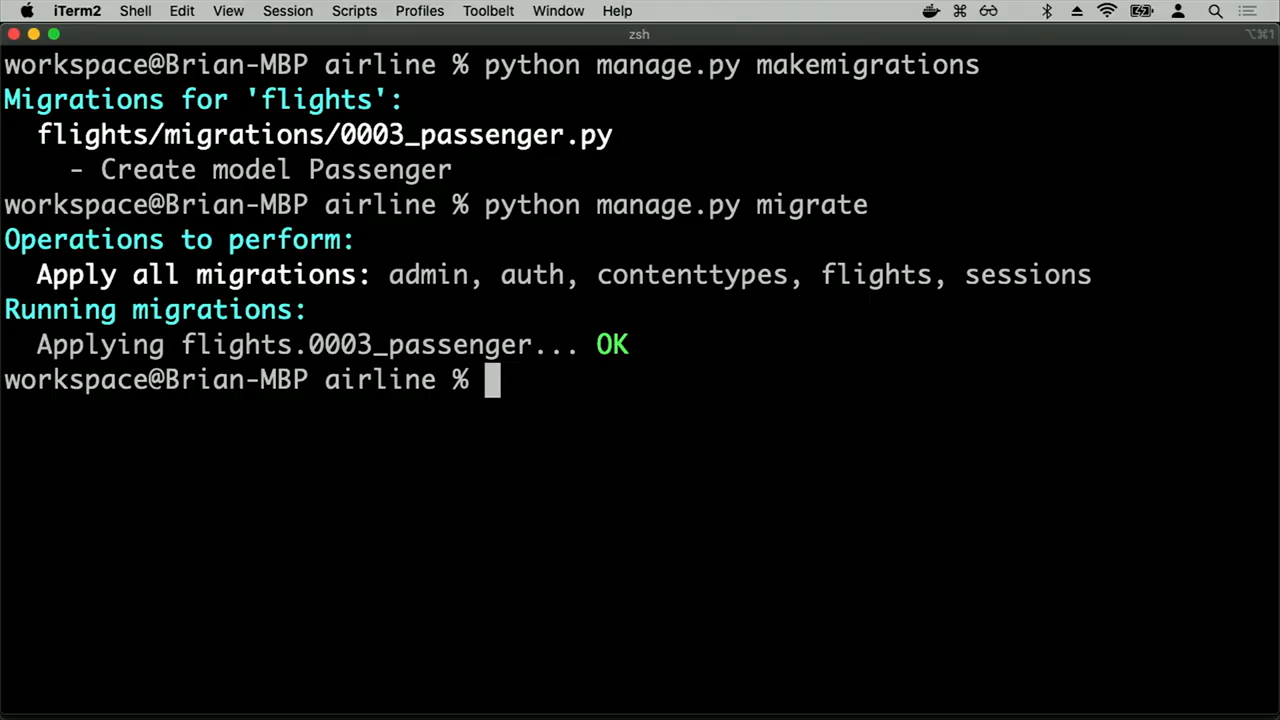 iTerm2 Shell Edit View Session Scripts Profiles Toolbelt Window Help
zsh ⌥⌘1
workspace@Brian-MBP airline % python manage.py makemigrations
Migrations for 'flights':
flights/migrations/0003_passenger.py
- Create model Passenger
workspace@Brian-MBP airline % python manage.py migrate
Operations to perform:
Apply all migrations: admin, auth, contenttypes, flights, sessions
Running migrations:
Applying flights.0003_passenger... OK
workspace@Brian-MBP airline %